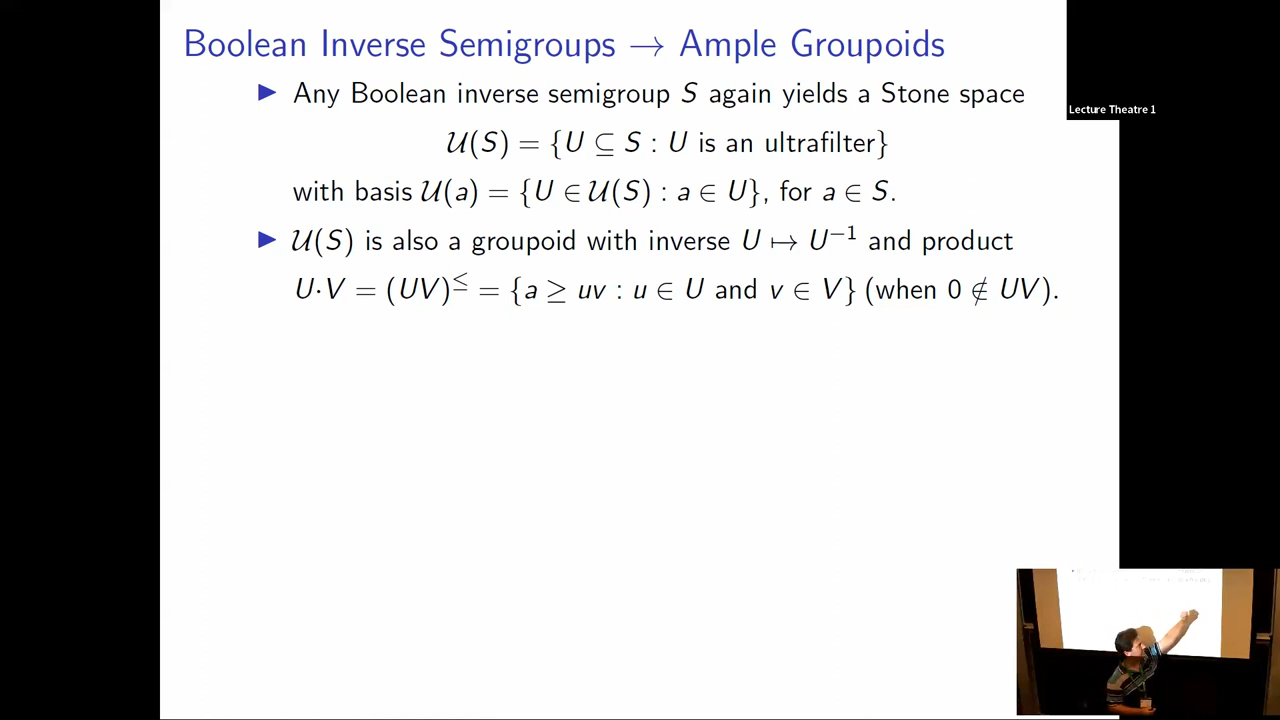 Boolean Inverse Semigroups → Ample Groupoids
▶ Any Boolean inverse semigroup S again yields a Stone space
𝒰(S) = {U ⊆ S : U is an ultrafilter}
with basis 𝒰(a) = {U ∈ 𝒰(S) : a ∈ U}, for a ∈ S.
▶ 𝒰(S) is also a groupoid with inverse U ↦ U⁻¹ and product
U·V = (UV)^≤ = {a ≥ uv : u ∈ U and v ∈ V} (when 0 ∉ UV).
Lecture Theatre 1